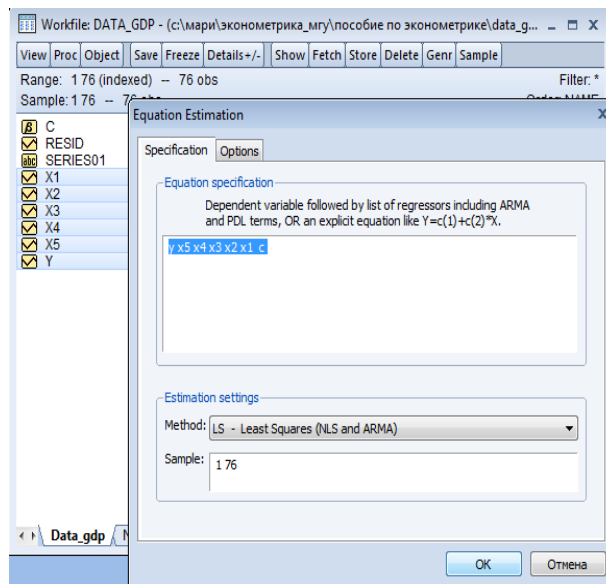 Workfile: DATA_GDP - (c:\мари\эконометрика_мгу\пособие по эконометрике\data_g...
View Proc Object Save Freeze Details+/- Show Fetch Store Delete Genr Sample
Range: 1 76 (indexed) -- 76 obs Filter: *
Sample: 1 76 --
Equation Estimation
C
RESID
SERIES01
X1
X2
X3
X4
X5
Y
Specification Options
Equation specification
Dependent variable followed by list of regressors including ARMA
and PDL terms, OR an explicit equation like Y=c(1)+c(2)*X.
y x5 x4 x3 x2 x1 c
Estimation settings
Method: LS - Least Squares (NLS and ARMA)
Sample: 1 76
Data_gdp
OK Отмена